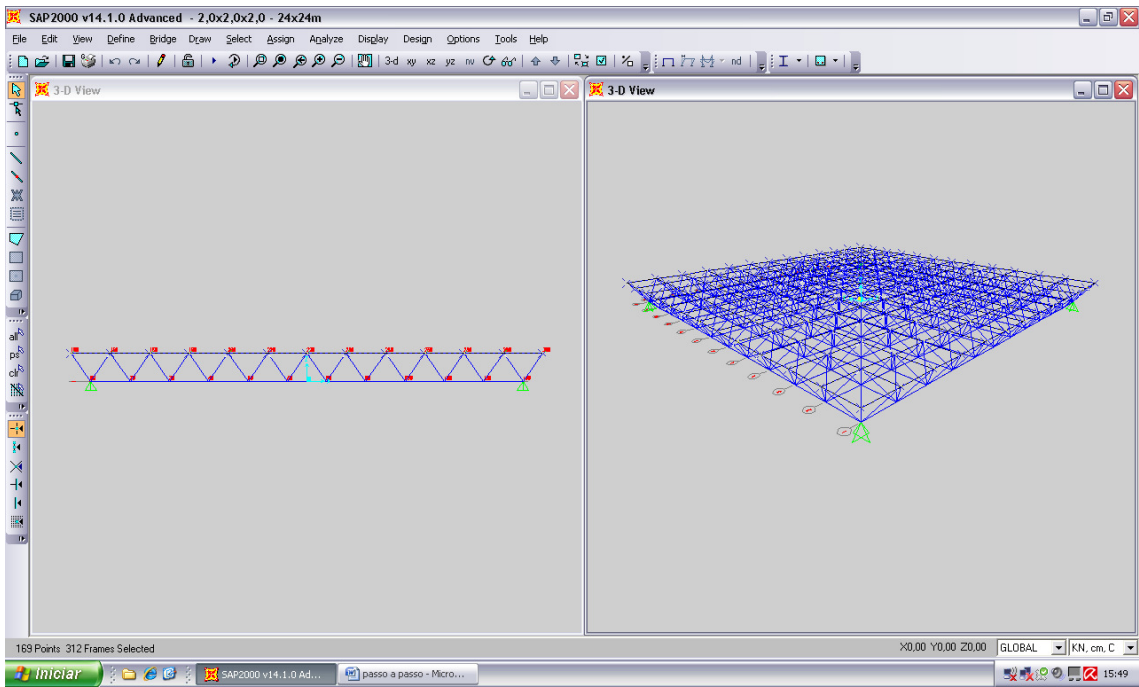 SAP2000 v14.1.0 Advanced - 2,0x2,0x2,0 - 24x24m
File Edit View Define Bridge Draw Select Assign Analyze Display Design Options Tools Help
3-d xy xz yz nv nd
3-D View
3-D View
all
ps
clr
169 Points 312 Frames Selected
X0,00 Y0,00 Z0,00
GLOBAL
KN, cm, C
Iniciar
SAP2000 v14.1.0 Ad...
passo a passo - Micro...
15:49